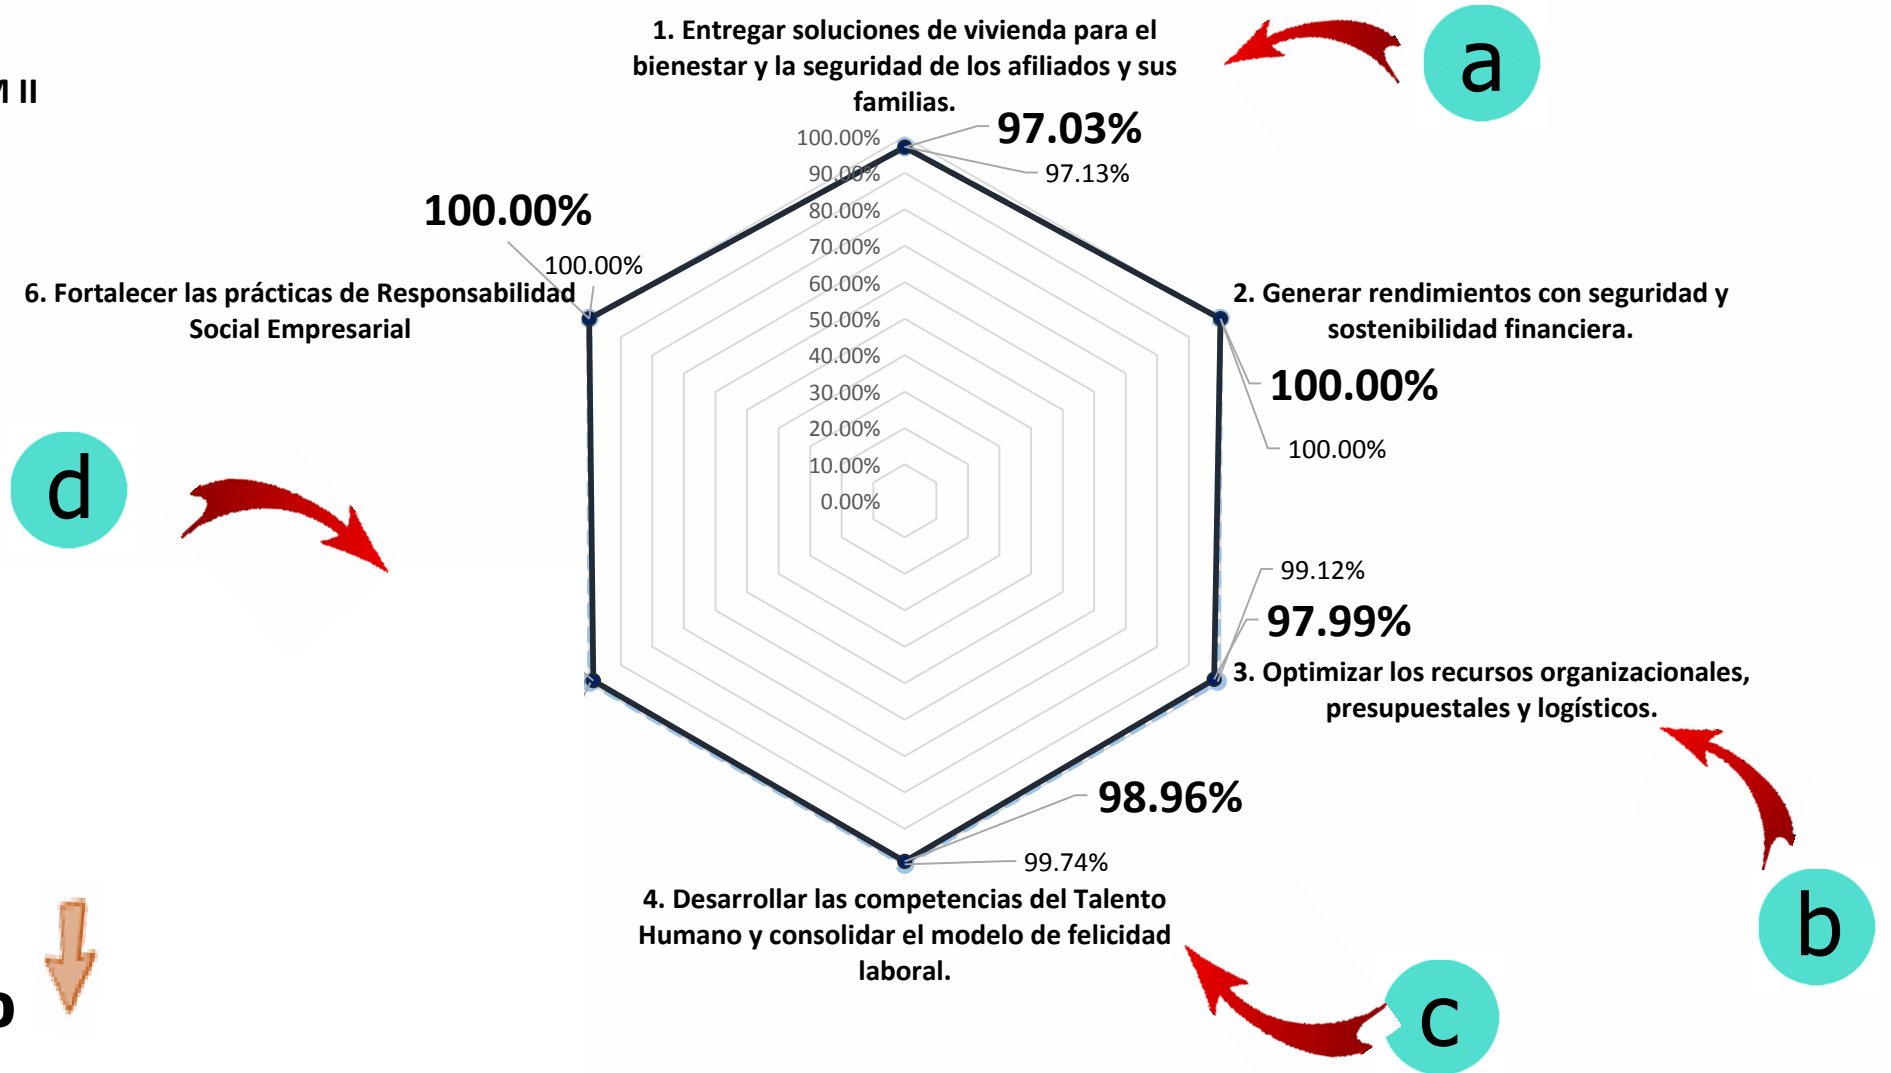 1. Entregar soluciones de vivienda para el
bienestar y la seguridad de los afiliados y sus
familias.
a
II
97.03%
97.13%
100.00%
90.00%
80.00%
70.00%
60.00%
50.00%
40.00%
30.00%
20.00%
10.00%
0.00%
100.00%
100.00%
6. Fortalecer las prácticas de Responsabilidad
Social Empresarial
2. Generar rendimientos con seguridad y
sostenibilidad financiera.
100.00%
100.00%
d
99.12%
97.99%
3. Optimizar los recursos organizacionales,
presupuestales y logísticos.
b
98.96%
99.74%
4. Desarrollar las competencias del Talento
Humano y consolidar el modelo de felicidad
laboral.
c